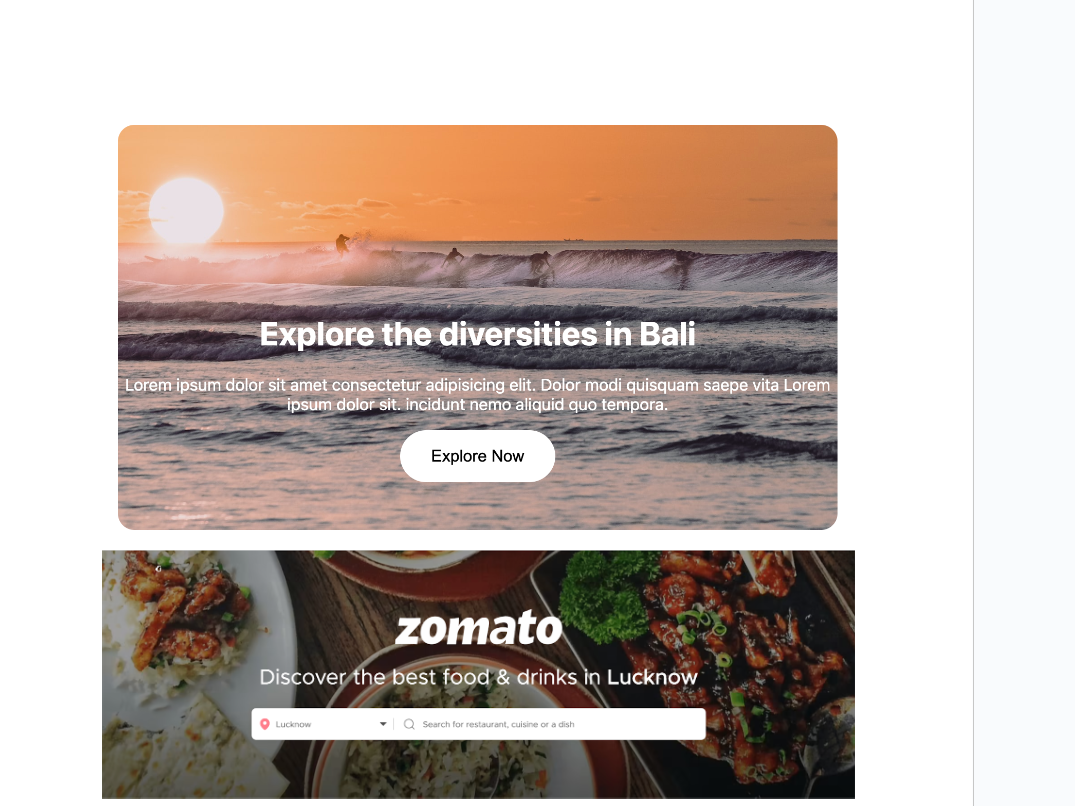 Explore the diversities in Bali
Lorem ipsum dolor sit amet consectetur adipisicing elit. Dolor modi quisquam saepe vita Lorem
ipsum dolor sit. incidunt nemo aliquid quo tempora.
Explore Now
zomato
Discover the best food & drinks in Lucknow
Lucknow
Search for restaurant, cuisine or a dish